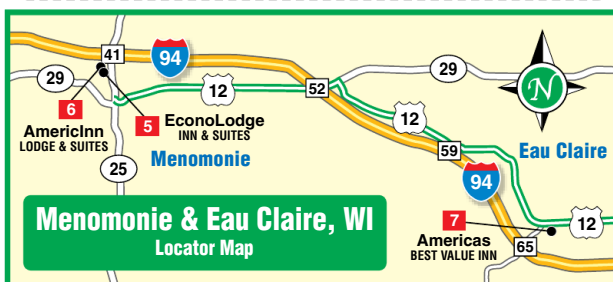 41
94
29
29
12
52
N
6
AmericInn
LODGE & SUITES
5
EconoLodge
INN & SUITES
12
Menomonie
59
Eau Claire
25
94
Menomonie & Eau Claire, WI
Locator Map
7
Americas
BEST VALUE INN
12
65